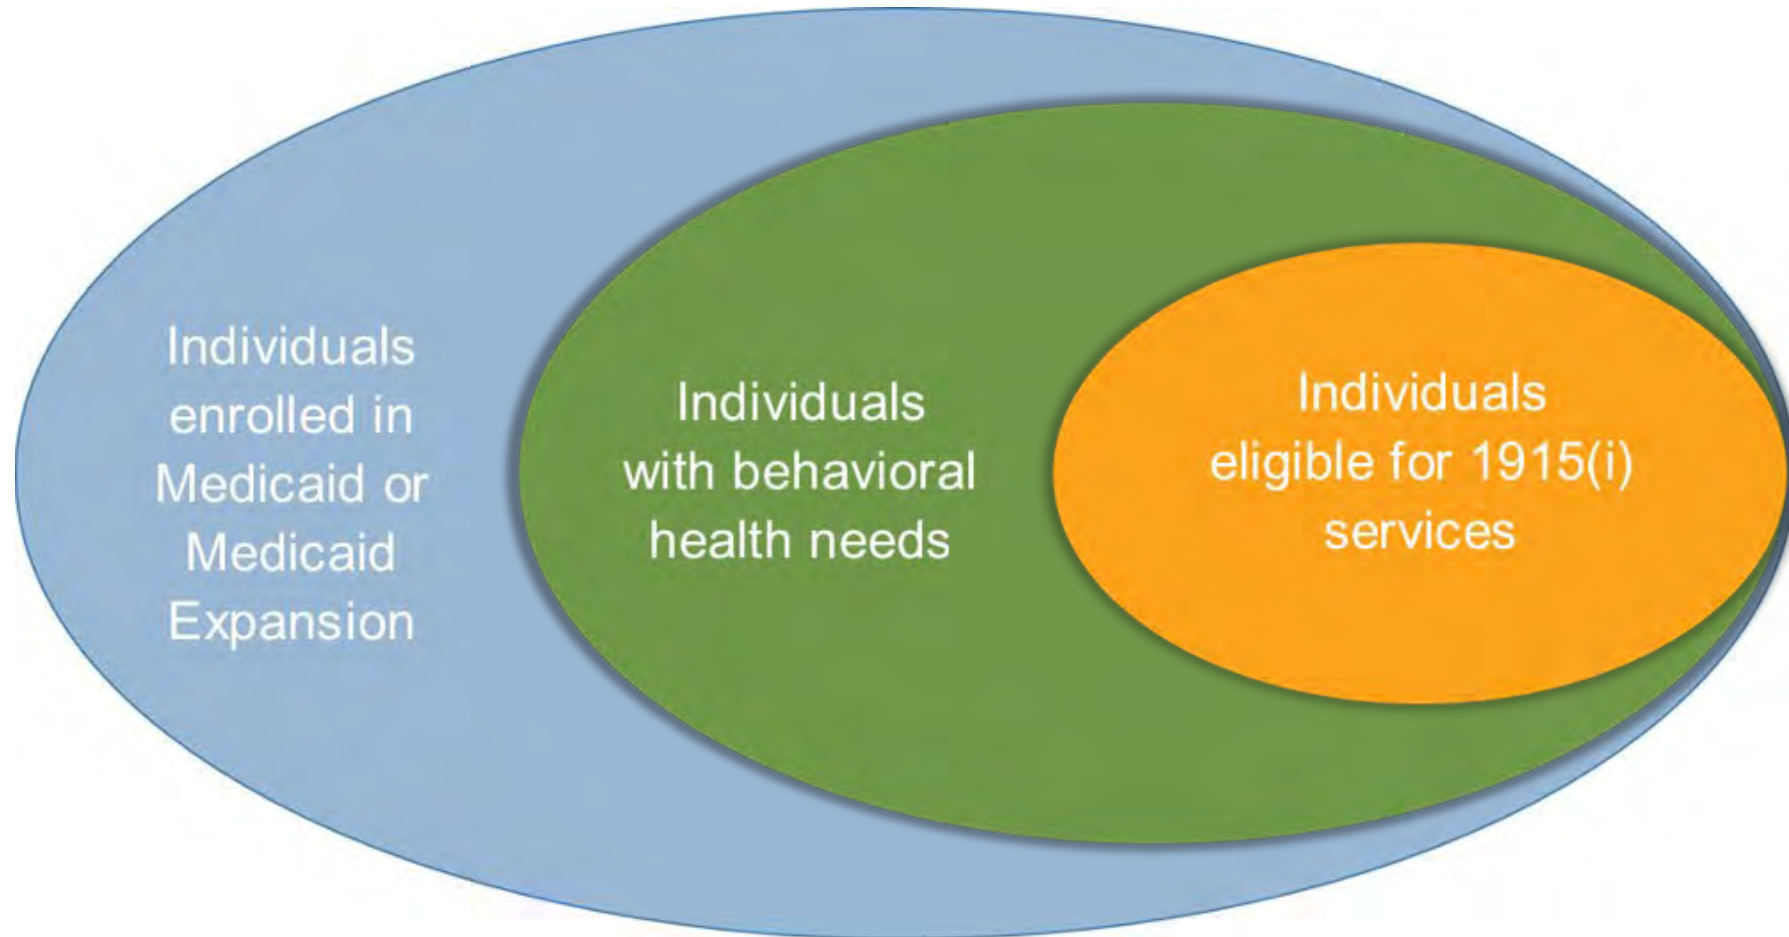 Individuals
enrolled in
Medicaid or
Medicaid
Expansion
Individuals
with behavioral
health needs
Individuals
eligible for 1915(i)
services